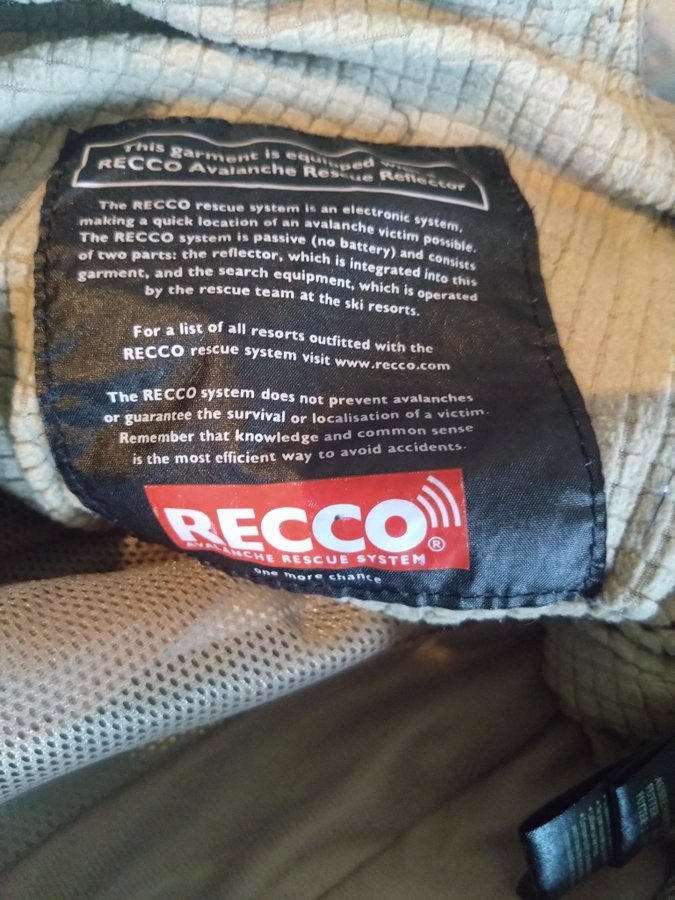 This garment is equipped with a
RECCO Avalanche Rescue Reflector
The RECCO rescue system is an electronic system,
making a quick location of an avalanche victim possible.
The RECCO system is passive (no battery) and consists
of two parts: the reflector, which is integrated into this
garment, and the search equipment, which is operated
by the rescue team at the ski resorts.
For a list of all resorts outfitted with the
RECCO rescue system visit www.recco.com
The RECCO system does not prevent avalanches
or guarantee the survival or localisation of a victim.
Remember that knowledge and common sense
is the most efficient way to avoid accidents.
RECCO®
AVALANCHE RESCUE SYSTEM
one more chance